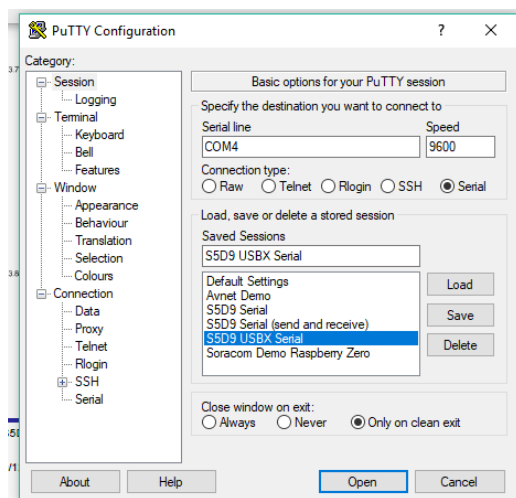 PuTTY Configuration ? ×
Category:
Session
Logging
Terminal
Keyboard
Bell
Features
Window
Appearance
Behaviour
Translation
Selection
Colours
Connection
Data
Proxy
Telnet
Rlogin
SSH
Serial
Basic options for your PuTTY session
Specify the destination you want to connect to
Serial line Speed
COM4 9600
Connection type:
Raw Telnet Rlogin SSH Serial
Load, save or delete a stored session
Saved Sessions
S5D9 USBX Serial
Default Settings
Avnet Demo
S5D9 Serial
S5D9 Serial (send and receive)
S5D9 USBX Serial
Soracom Demo Raspberry Zero
Load
Save
Delete
Close window on exit:
Always Never Only on clean exit
About Help Open Cancel
3.7
3.8